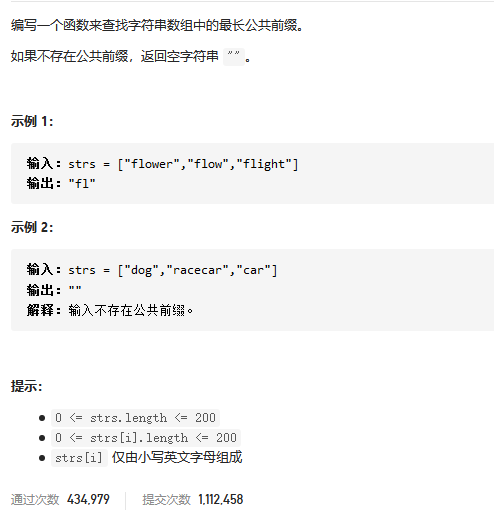 编写一个函数来查找字符串数组中的最长公共前缀。
如果不存在公共前缀，返回空字符串 ""。
示例 1：
输入：strs = ["flower","flow","flight"]
输出："fl"
示例 2：
输入：strs = ["dog","racecar","car"]
输出：""
解释：输入不存在公共前缀。
提示：
• 0 <= strs.length <= 200
• 0 <= strs[i].length <= 200
• strs[i] 仅由小写英文字母组成
通过次数 434,979 提交次数 1,112,458